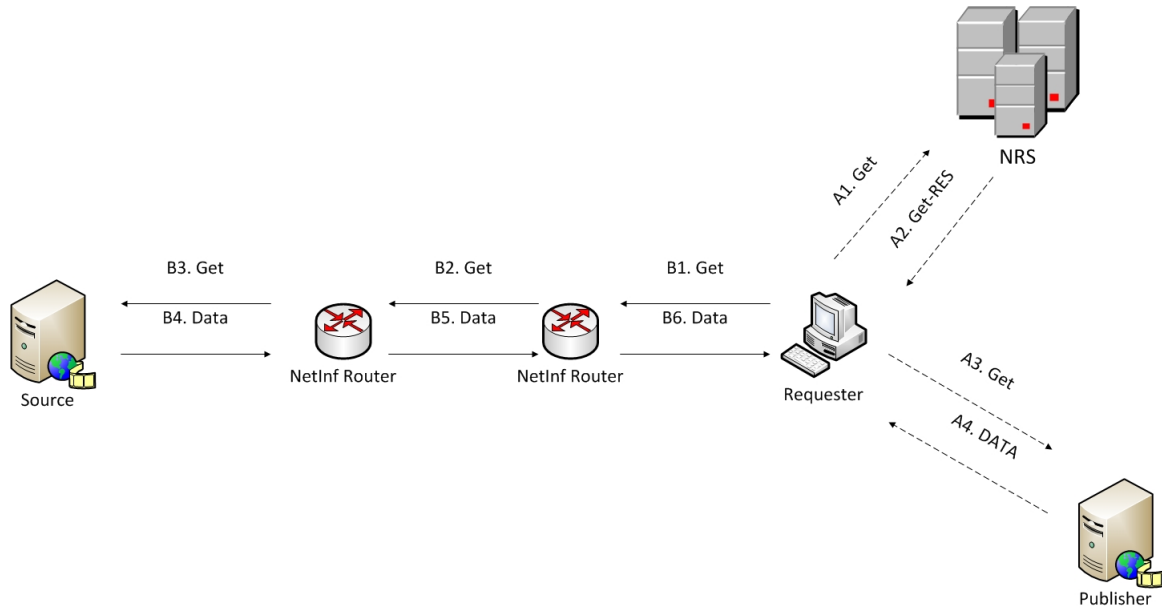 NRS
A1. Get
A2. Get-RES
B3. Get
B2. Get
B1. Get
B4. Data
B5. Data
B6. Data
NetInf Router
NetInf Router
Source
Requester
A3. Get
A4. DATA
Publisher